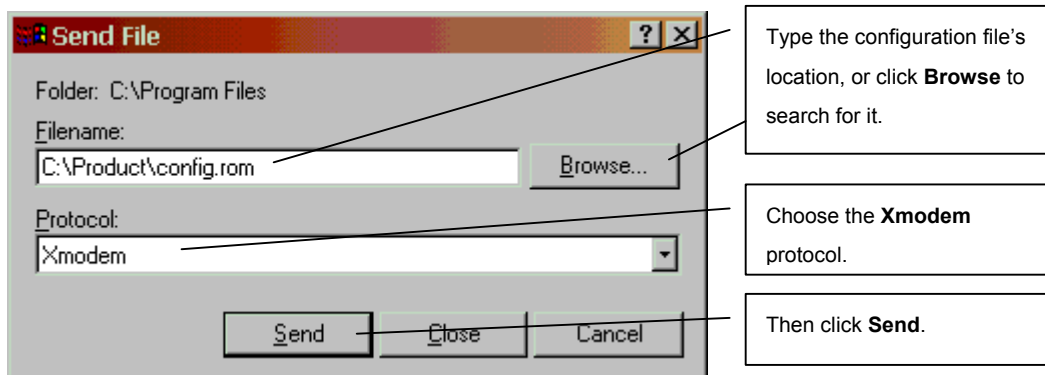 Send File
Folder: C:\Program Files
Filename:
C:\Product\config.rom
Browse...
Protocol:
Xmodem
Send
Close
Cancel
Type the configuration file’s
location, or click Browse to
search for it.
Choose the Xmodem
protocol.
Then click Send.